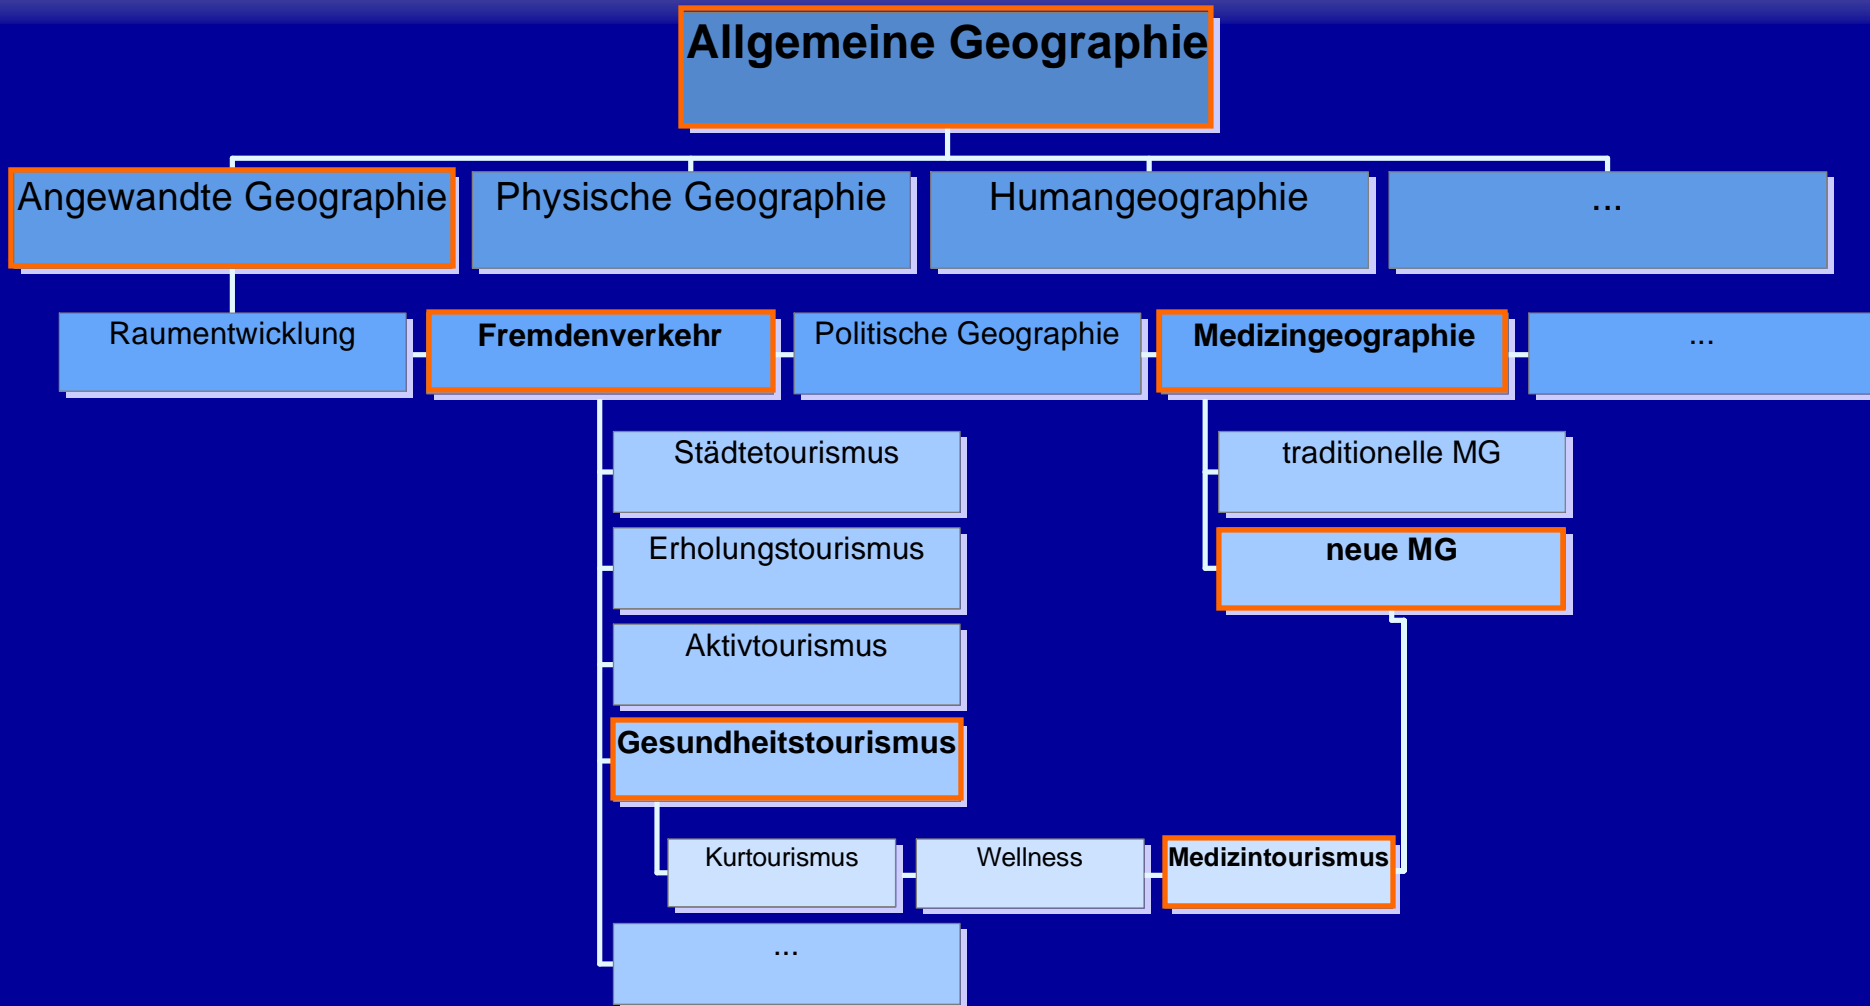 Allgemeine Geographie
Angewandte Geographie
Physische Geographie
Humangeographie
...
Raumentwicklung
Fremdenverkehr
Politische Geographie
Medizingeographie
...
Städtetourismus
traditionelle MG
Erholungstourismus
neue MG
Aktivtourismus
Gesundheitstourismus
Kurtourismus
Wellness
Medizintourismus
...